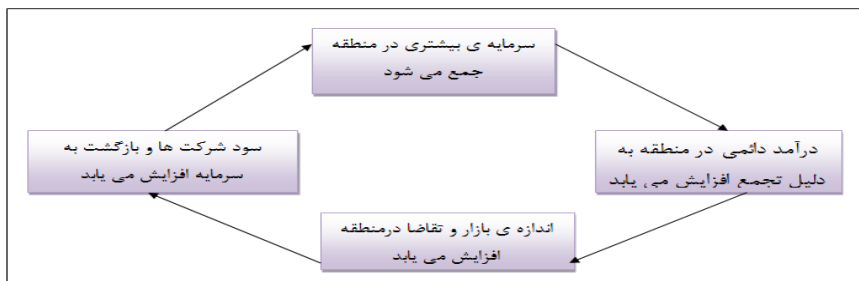 سرمایه ی بیشتری در منطقه
جمع می شود
درآمد دائمی در منطقه به
دلیل تجمع افزایش می یابد
اندازه ی بازار و تقاضا درمنطقه
افزایش می یابد
سود شرکت ها و بازگشت به
سرمایه افزایش می یابد